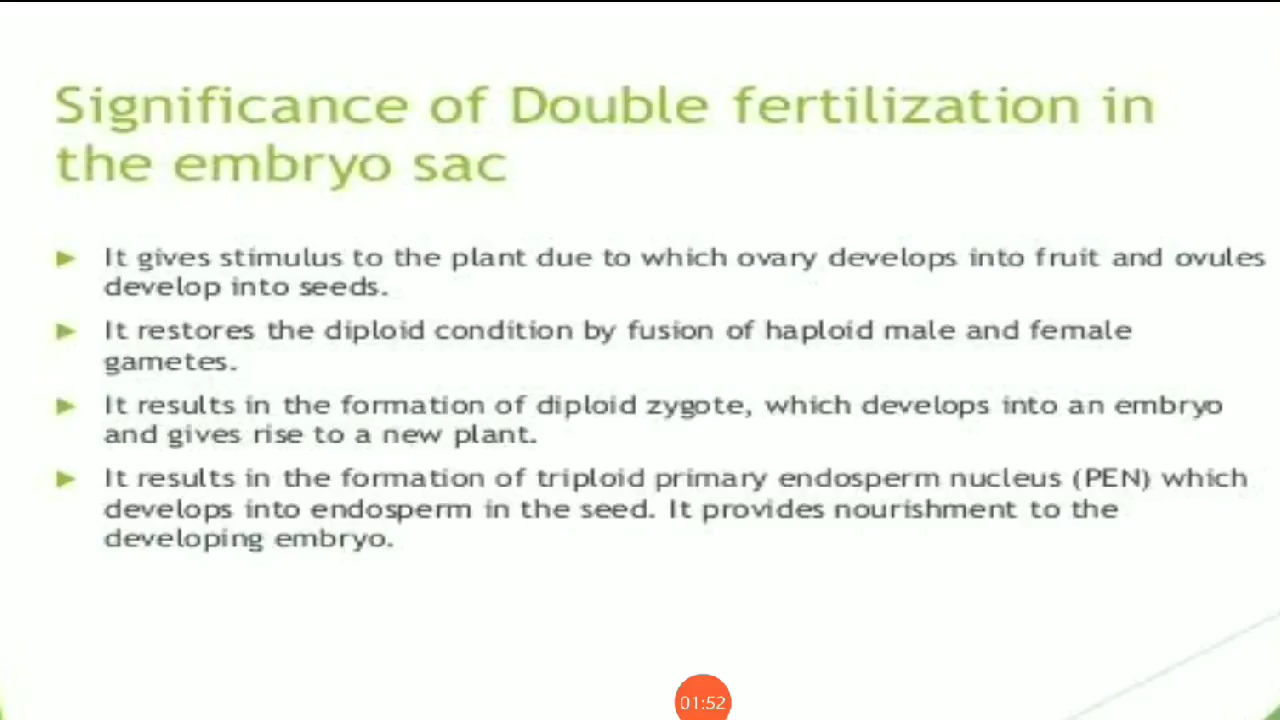 Significance of Double fertilization in
the embryo sac
It gives stimulus to the plant due to which ovary develops into fruit and ovules
develop into seeds.
It restores the diploid condition by fusion of haploid male and female
gametes.
It results in the formation of diploid zygote, which develops into an embryo
and gives rise to a new plant.
It results in the formation of triploid primary endosperm nucleus (PEN) which
develops into endosperm in the seed. It provides nourishment to the
developing embryo.
01:52